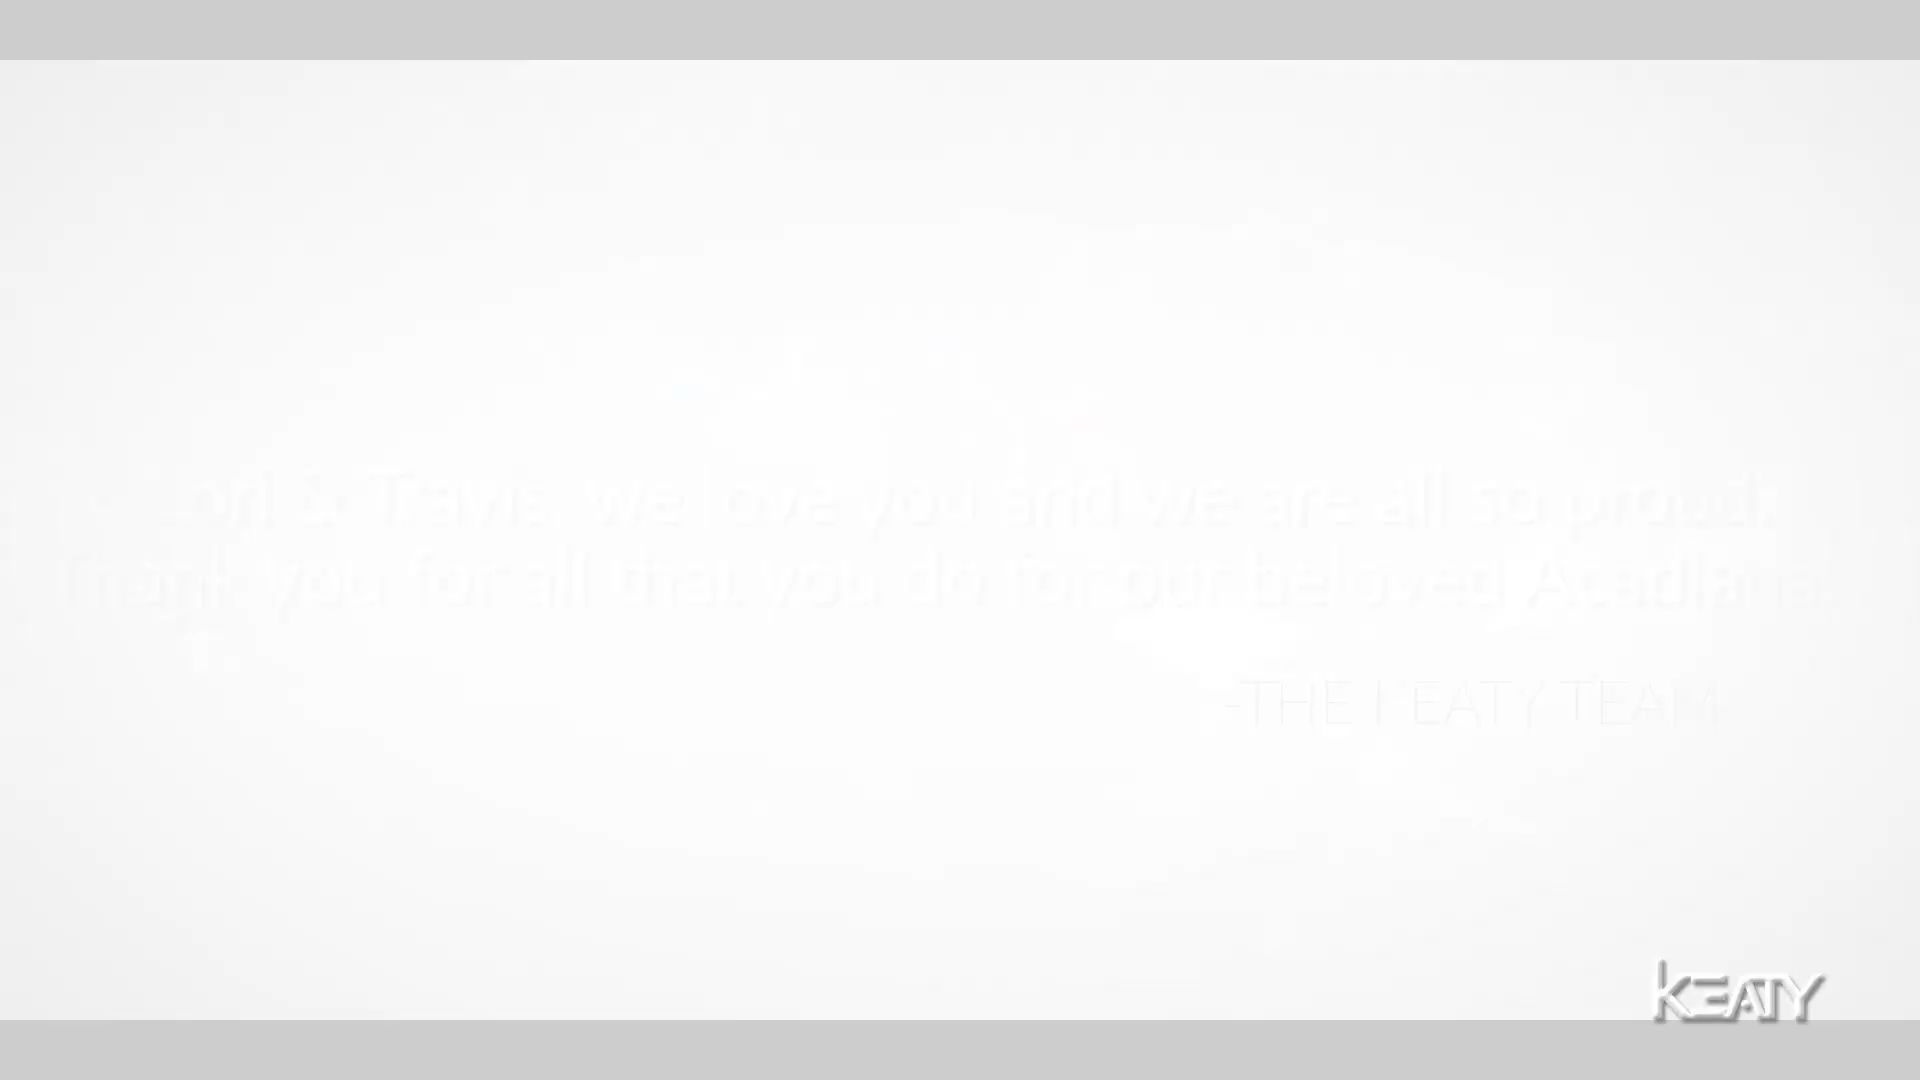 Lori & Travis, we love you and we are all so proud!
Thank you for all that you do for our beloved Acadiana.
-THE KEATY TEAM
KEATY